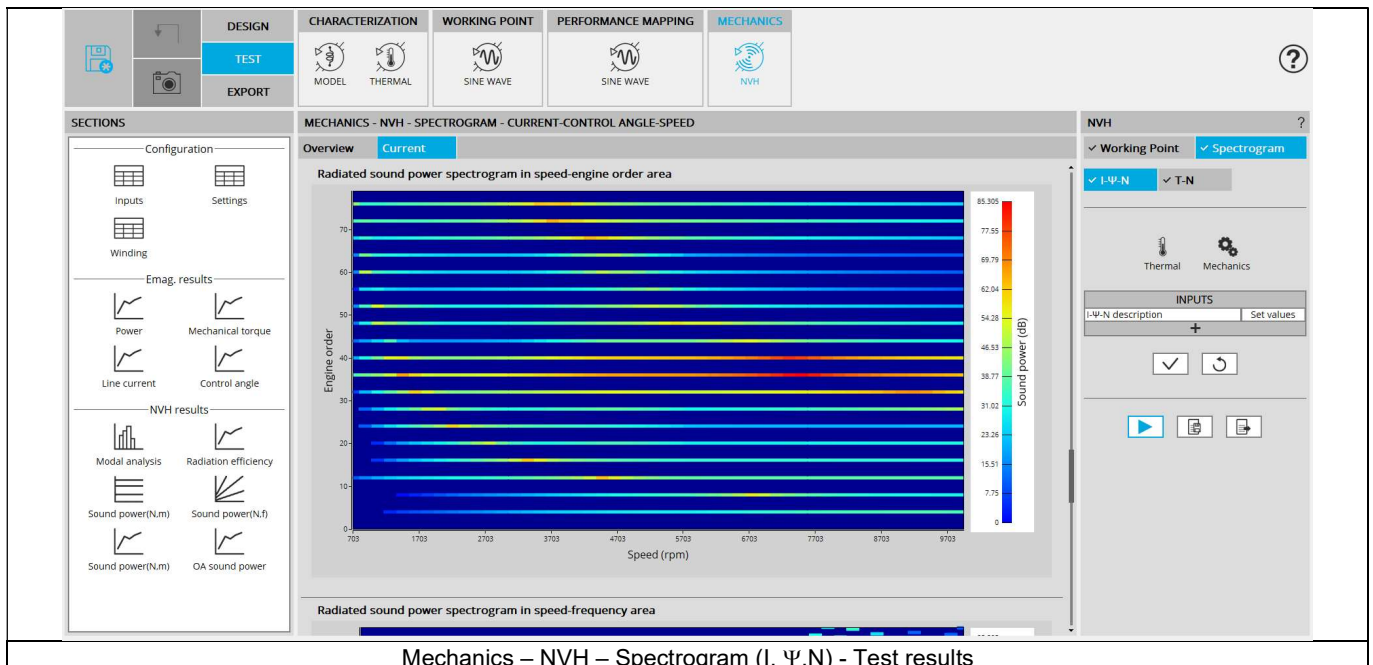 DESIGN
TEST
EXPORT
CHARACTERIZATION
MODEL THERMAL
WORKING POINT
SINE WAVE
PERFORMANCE MAPPING
SINE WAVE
MECHANICS
NVH
?
SECTIONS
Configuration
Inputs Settings
Winding
Emag. results
Power Mechanical torque
Line current Control angle
NVH results
Modal analysis Radiation efficiency
Sound power(N,m) Sound power(N,f)
Sound power(N,m) OA sound power
MECHANICS - NVH - SPECTROGRAM - CURRENT-CONTROL ANGLE-SPEED
Overview Current
Radiated sound power spectrogram in speed-engine order area
Engine order
70
60
50
40
30
20
10
0
703 1703 2703 3703 4703 5703 6703 7703 8703 9703
Speed (rpm)
85.305
77.55
69.79
62.04
54.28
46.53
38.77
31.02
23.26
15.51
7.75
0
Sound power (dB)
Radiated sound power spectrogram in speed-frequency area
NVH ?
Working Point Spectrogram
I-Ψ-N T-N
Thermal Mechanics
INPUTS
I-Ψ-N description Set values
+
Mechanics – NVH – Spectrogram (I, Ψ,N) - Test results